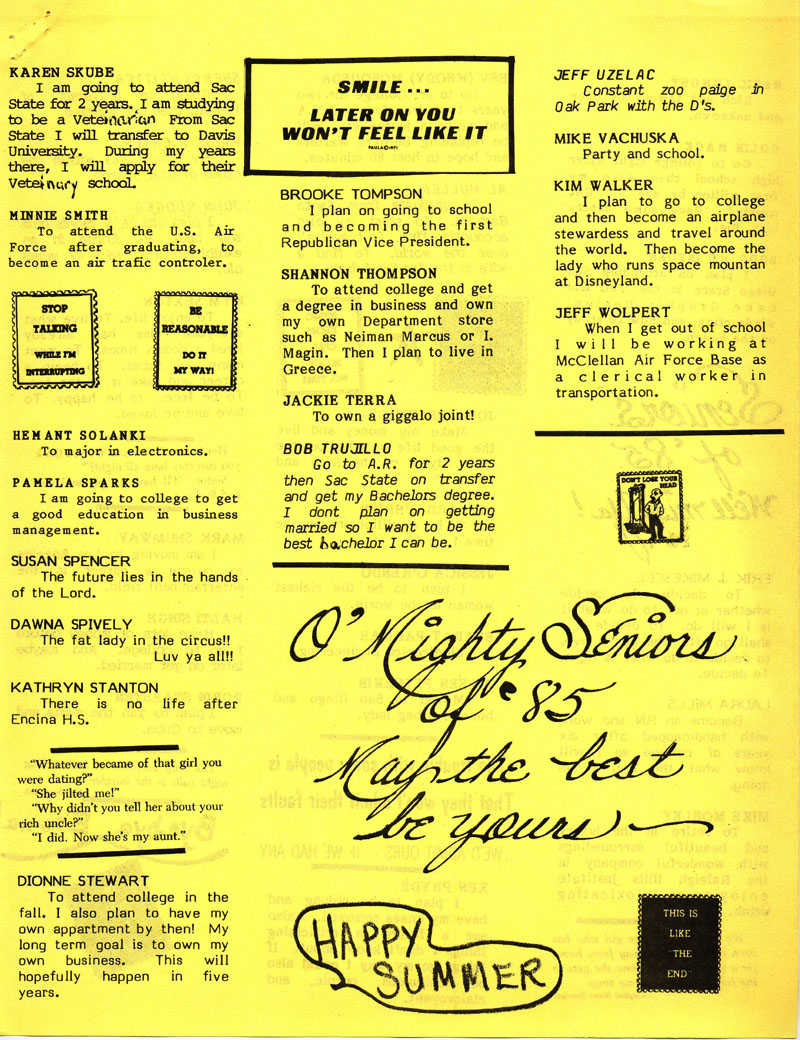 KAREN SKUBE
I am going to attend Sac
State for 2 years. I am studying
to be a Veteinarian From Sac
State I will transfer to Davis
University. During my years
there, I will apply for their
Veteinary school.
MINNIE SMITH
To attend the U.S. Air
Force after graduating, to
become an air trafic controler.
STOP
TALKING
WHILE I'M
INTERRUPTING
BE
REASONABLE
DO IT
MY WAY!
HEMANT SOLANKI
To major in electronics.
PAMELA SPARKS
I am going to college to get
a good education in business
management.
SUSAN SPENCER
The future lies in the hands
of the Lord.
DAWNA SPIVELY
The fat lady in the circus!!
Luv ya all!!
KATHRYN STANTON
There is no life after
Encina H.S.
"Whatever became of that girl you
were dating?"
"She jilted me!"
"Why didn't you tell her about your
rich uncle?"
"I did. Now she's my aunt."
DIONNE STEWART
To attend college in the
fall. I also plan to have my
own appartment by then! My
long term goal is to own my
own business. This will
hopefully happen in five
years.
SMILE...
LATER ON YOU
WON'T FEEL LIKE IT
BROOKE TOMPSON
I plan on going to school
and becoming the first
Republican Vice President.
SHANNON THOMPSON
To attend college and get
a degree in business and own
my own Department store
such as Neiman Marcus or I.
Magin. Then I plan to live in
Greece.
JACKIE TERRA
To own a giggalo joint!
BOB TRUJILLO
Go to A.R. for 2 years
then Sac State on transfer
and get my Bachelors degree.
I dont plan on getting
married so I want to be the
best bachelor I can be.
JEFF UZELAC
Constant zoo paige in
Oak Park with the D's.
MIKE VACHUSKA
Party and school.
KIM WALKER
I plan to go to college
and then become an airplane
stewardess and travel around
the world. Then become the
lady who runs space mountan
at Disneyland.
JEFF WOLPERT
When I get out of school
I will be working at
McClellan Air Force Base as
a clerical worker in
transportation.
DON'T LOSE YOUR
HEAD
O' Mighty Seniors
of '85
May the best
be yours
HAPPY
SUMMER
THIS IS
LIKE
"THE
END"